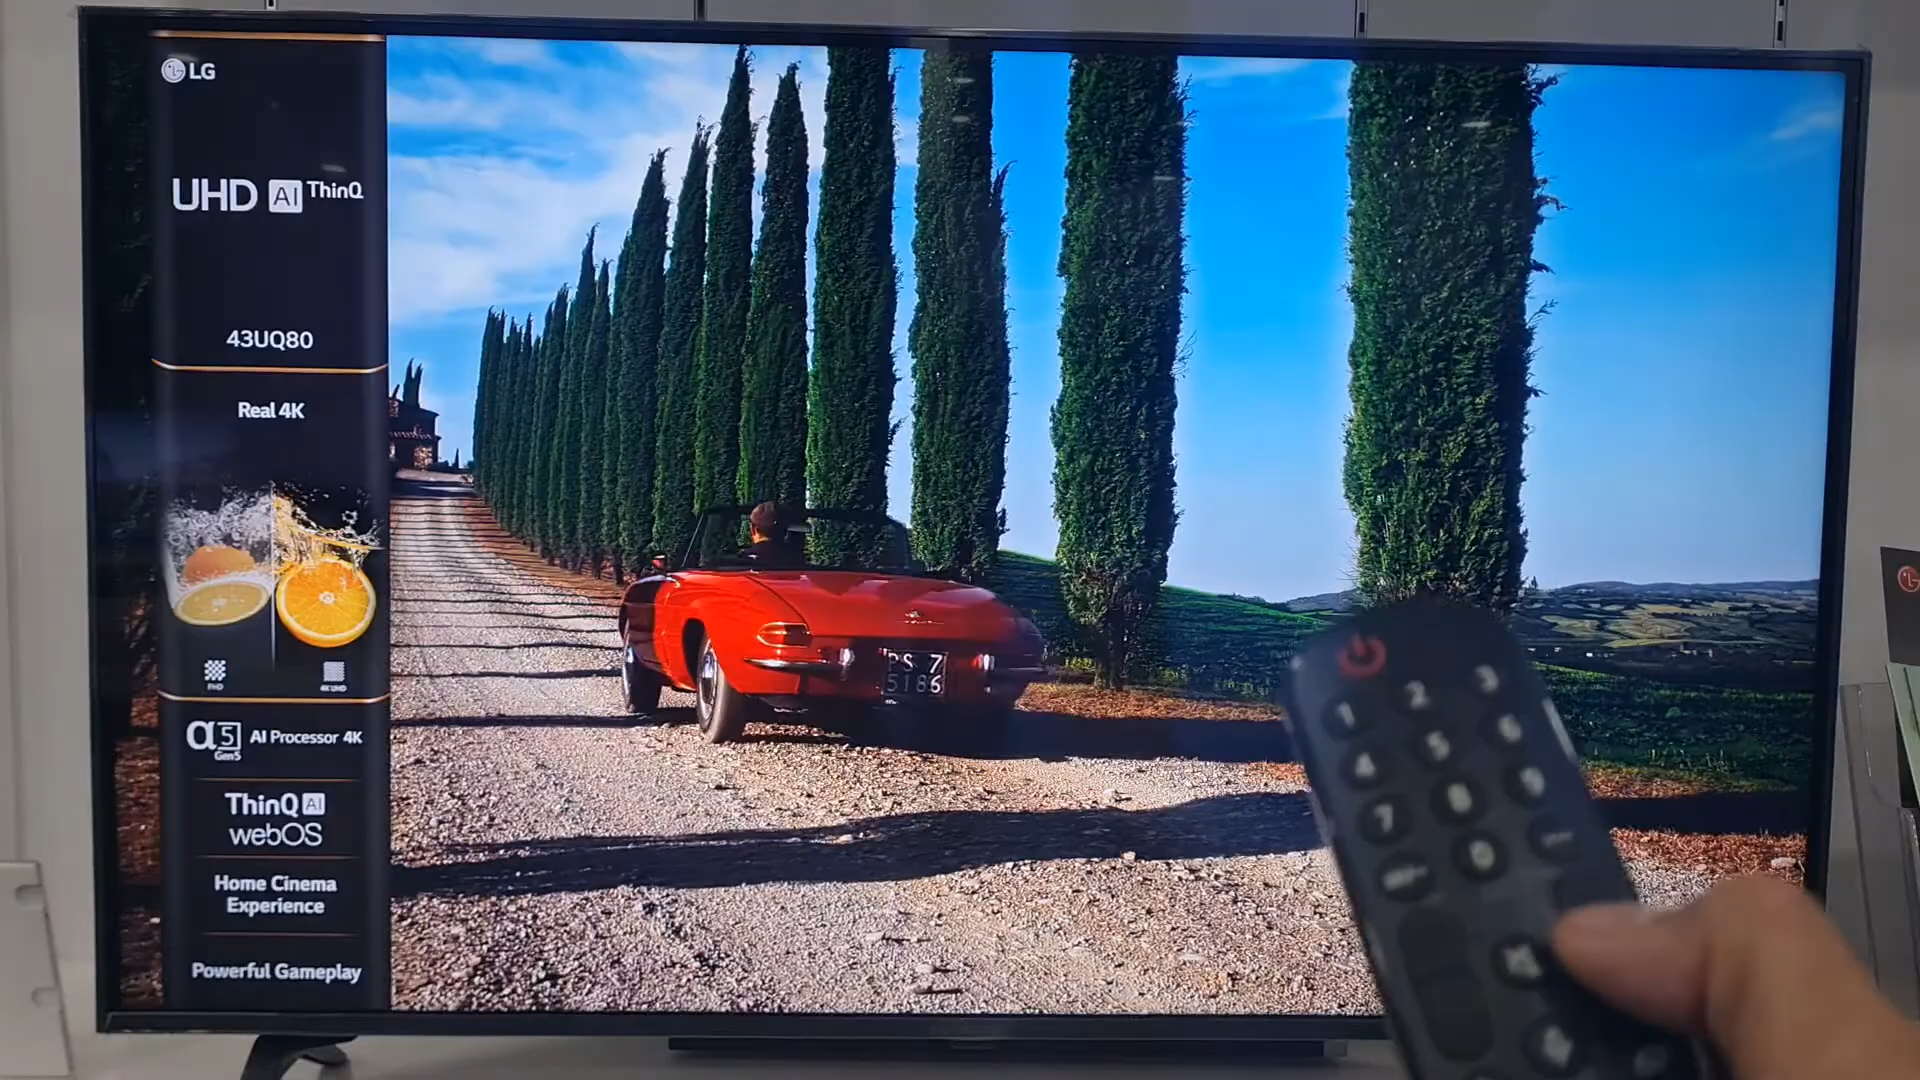 LG
UHD AI ThinQ
43UQ80
Real 4K
FHD
4K UHD
α5 AI Processor 4K
Gen5
ThinQ AI
webOS
Home Cinema
Experience
Powerful Gameplay
PS 7
5186
1 2 3
4 5 6
7 8 9
0